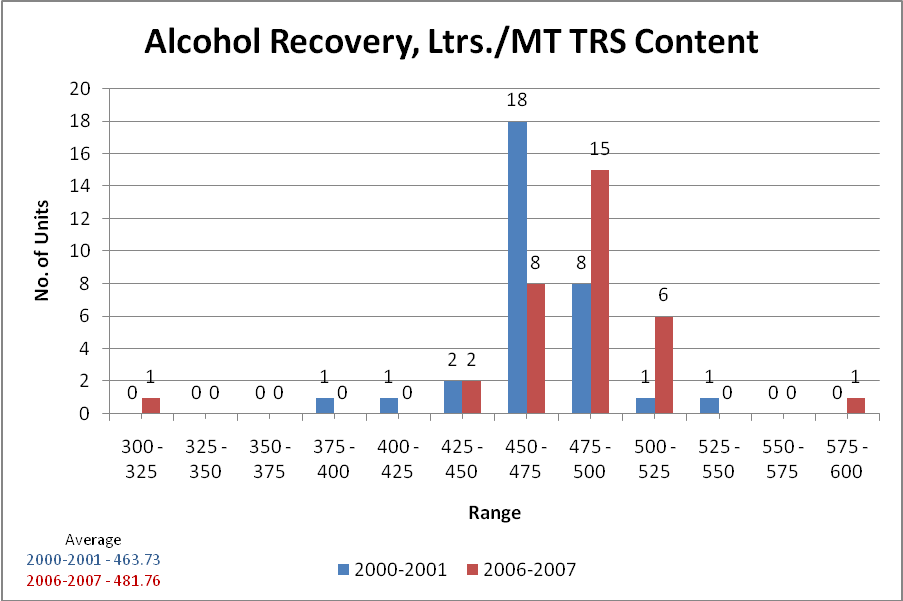 Alcohol Recovery, Ltrs./MT TRS Content
No. of Units
20
18
16
14
12
10
8
6
4
2
0
0 1 0 0 0 0 1 0 1 0 2 2 18 8 8 15 1 6 1 0 0 0 0 1
300 - 325 - 350 - 375 - 400 - 425 - 450 - 475 - 500 - 525 - 550 - 575 -
325 350 375 400 425 450 475 500 525 550 575 600
Range
Average
2000-2001 - 463.73
2006-2007 - 481.76
2000-2001 2006-2007